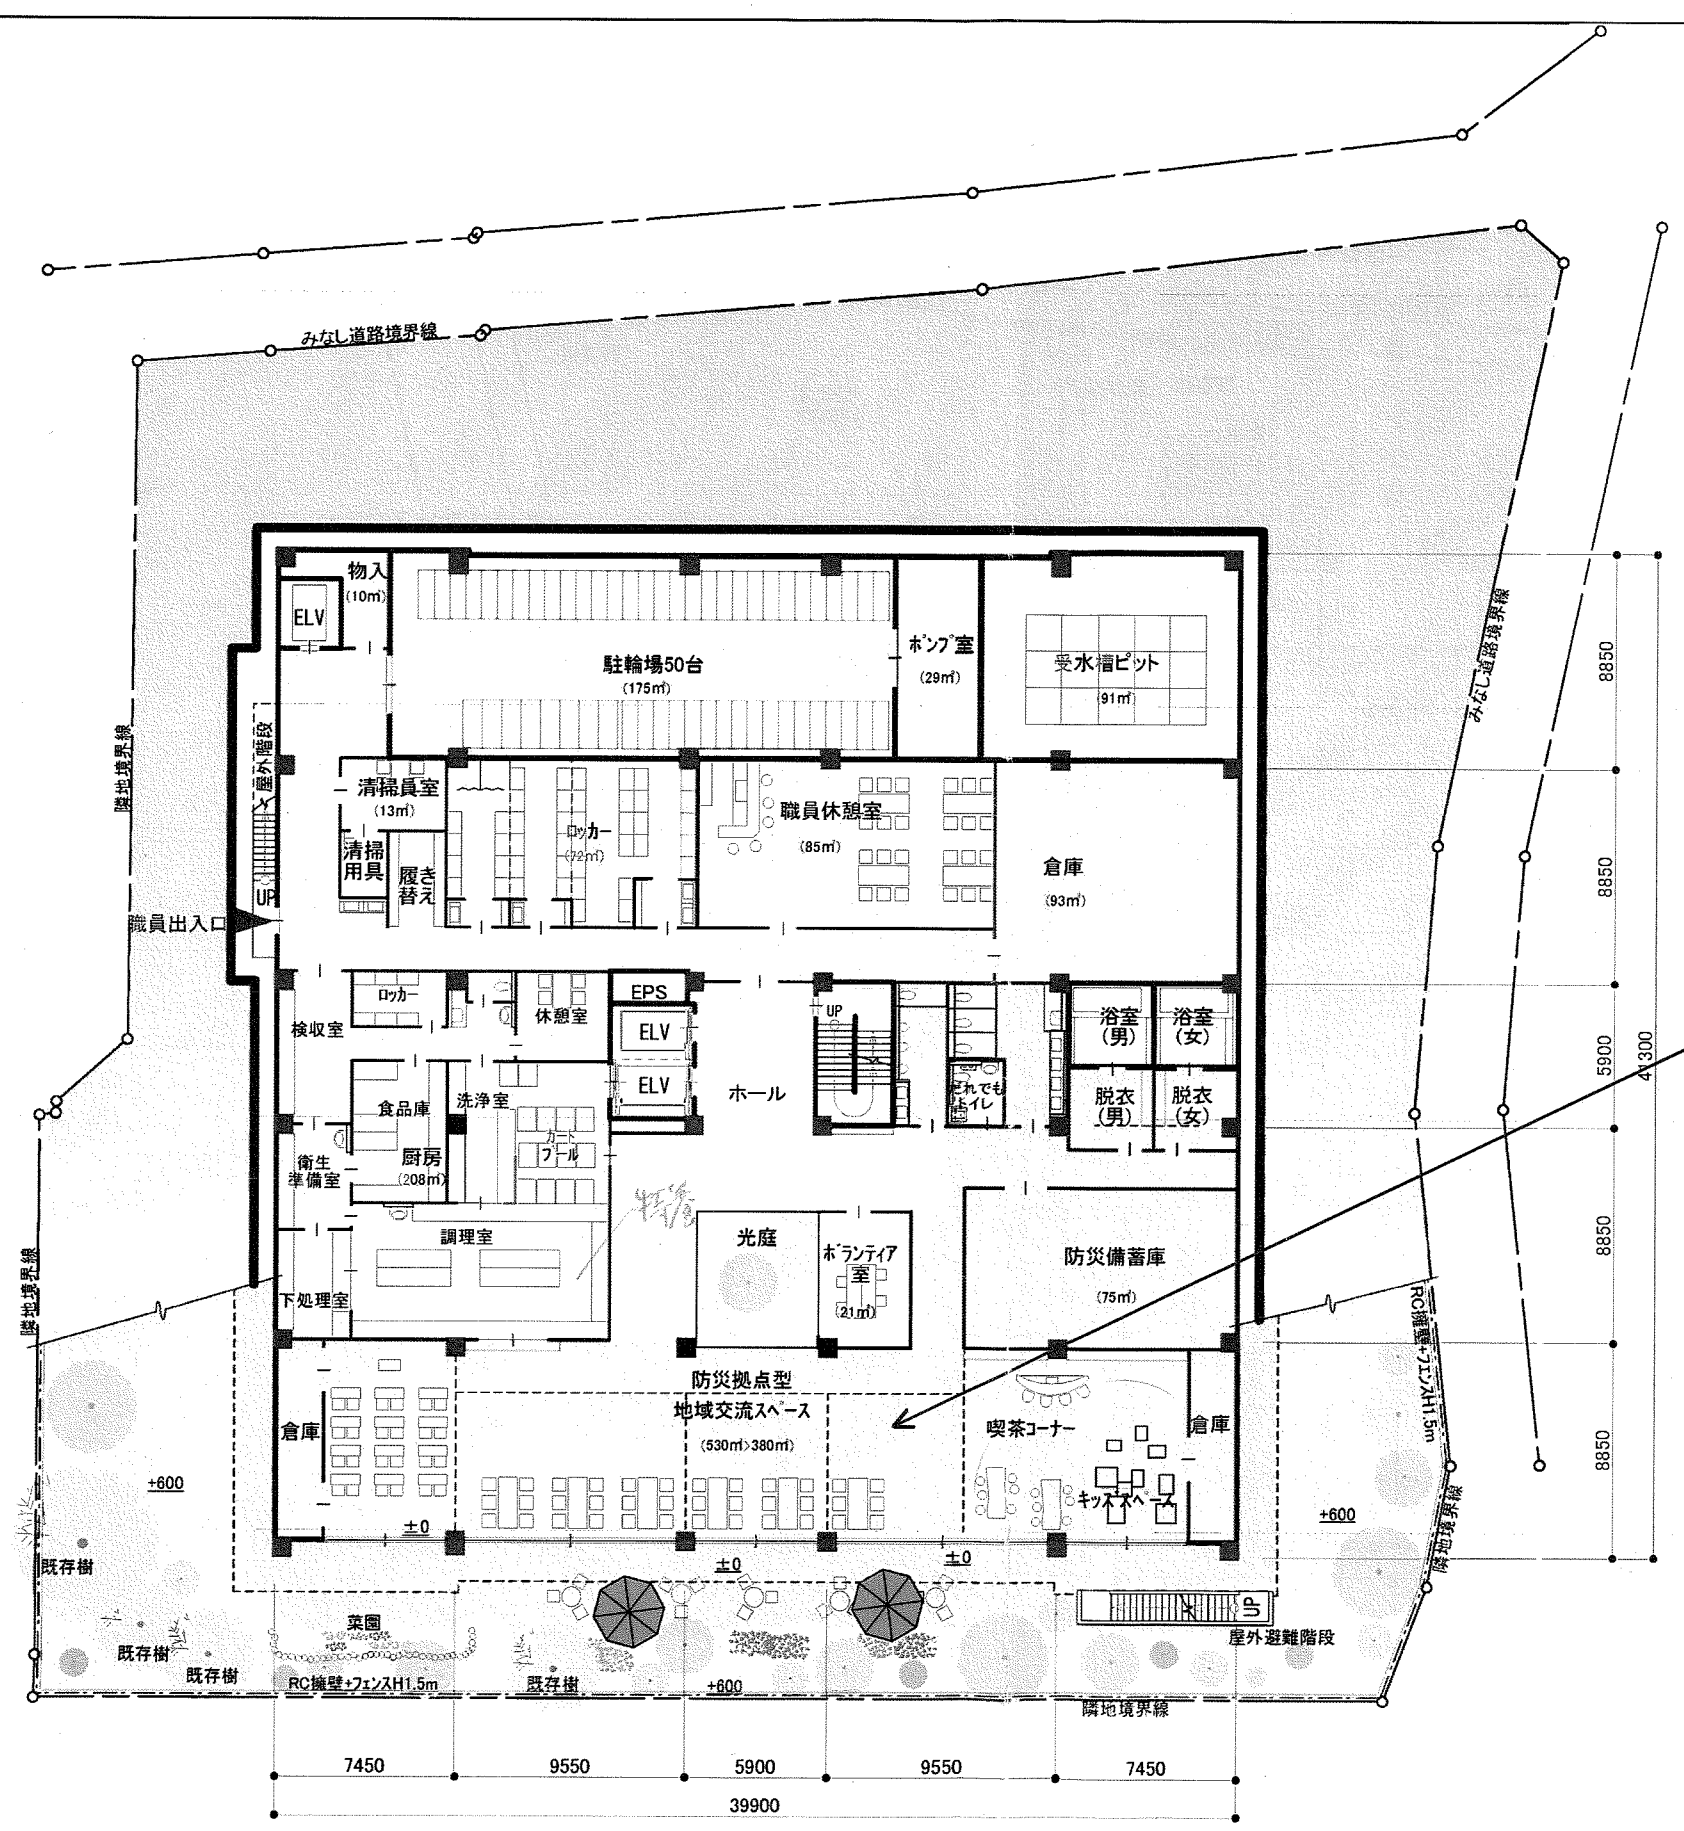 みなし道路境界線
隣地境界線
みなし道路境界線
物入
(10㎡)
ELV
駐輪場50台
(175㎡)
ポンプ室
(29㎡)
受水槽ピット
(91㎡)
屋外階段
UP
職員出入口
清掃員室
(13㎡)
清掃
用具
履き
替え
ロッカー
(72㎡)
職員休憩室
(85㎡)
倉庫
(93㎡)
検収室
ロッカー
休憩室
EPS
ELV
ELV
ホール
UP
だれでも
トイレ
浴室
(男)
浴室
(女)
脱衣
(男)
脱衣
(女)
食品庫
洗浄室
カート
プール
衛生
準備室
厨房
(208㎡)
調理室
下処理室
光庭
ボランティア
室
(21㎡)
防災備蓄庫
(75㎡)
隣地境界線
RC擁壁+フェンスH1.5m
倉庫
防災拠点型
地域交流スペース
(530㎡>380㎡)
喫茶コーナー
キッズスペース
倉庫
+600
+600
±0
±0
±0
隣地境界線
既存樹
既存樹
既存樹
既存樹
菜園
RC擁壁+フェンスH1.5m
+600
UP
屋外避難階段
隣地境界線
8850
8850
5900
8850
8850
41300
7450
9550
5900
9550
7450
39900